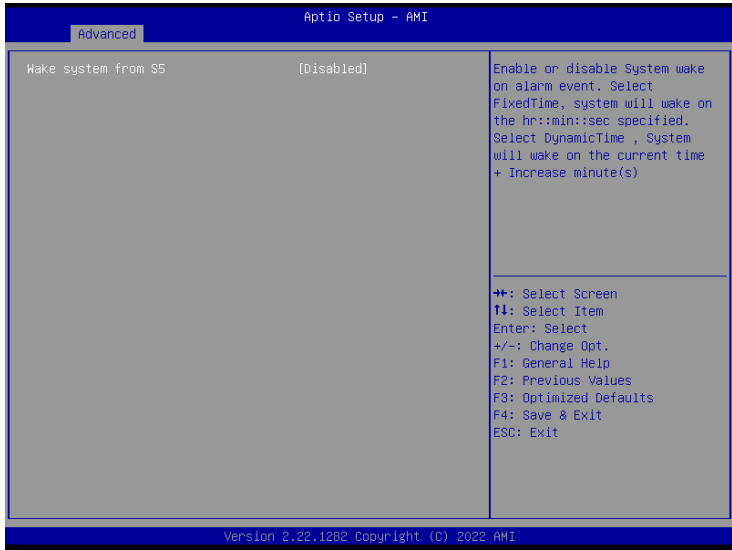 Aptio Setup - AMI
Advanced
Wake system from S5 [Disabled]
Enable or disable System wake
on alarm event. Select
FixedTime, system will wake on
the hr::min::sec specified.
Select DynamicTime , System
will wake on the current time
+ Increase minute(s)
→←: Select Screen
↑↓: Select Item
Enter: Select
+/-: Change Opt.
F1: General Help
F2: Previous Values
F3: Optimized Defaults
F4: Save & Exit
ESC: Exit
Version 2.22.1282 Copyright (C) 2022 AMI